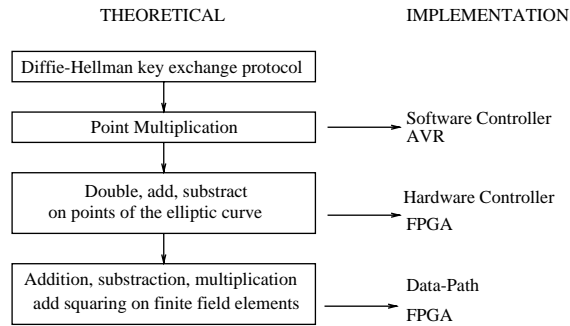 THEORETICAL
IMPLEMENTATION
Diffie-Hellman key exchange protocol
Point Multiplication
Software Controller
AVR
Double, add, substract
on points of the elliptic curve
Hardware Controller
FPGA
Addition, substraction, multiplication
add squaring on finite field elements
Data-Path
FPGA